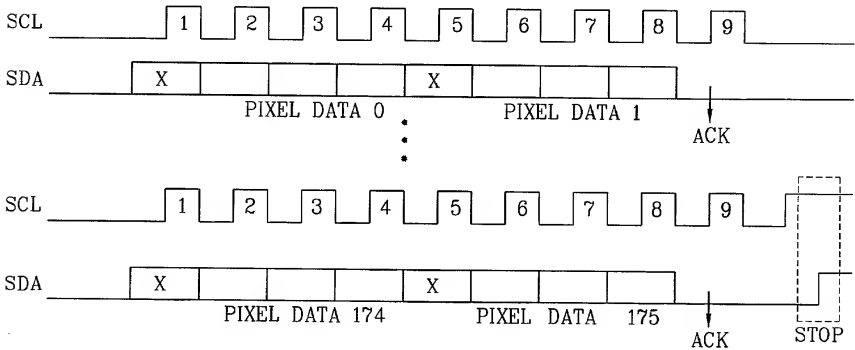 SCL 1 2 3 4 5 6 7 8 9
SDA X X
PIXEL DATA 0 PIXEL DATA 1
ACK
SCL 1 2 3 4 5 6 7 8 9
SDA X X
PIXEL DATA 174 PIXEL DATA 175
ACK STOP